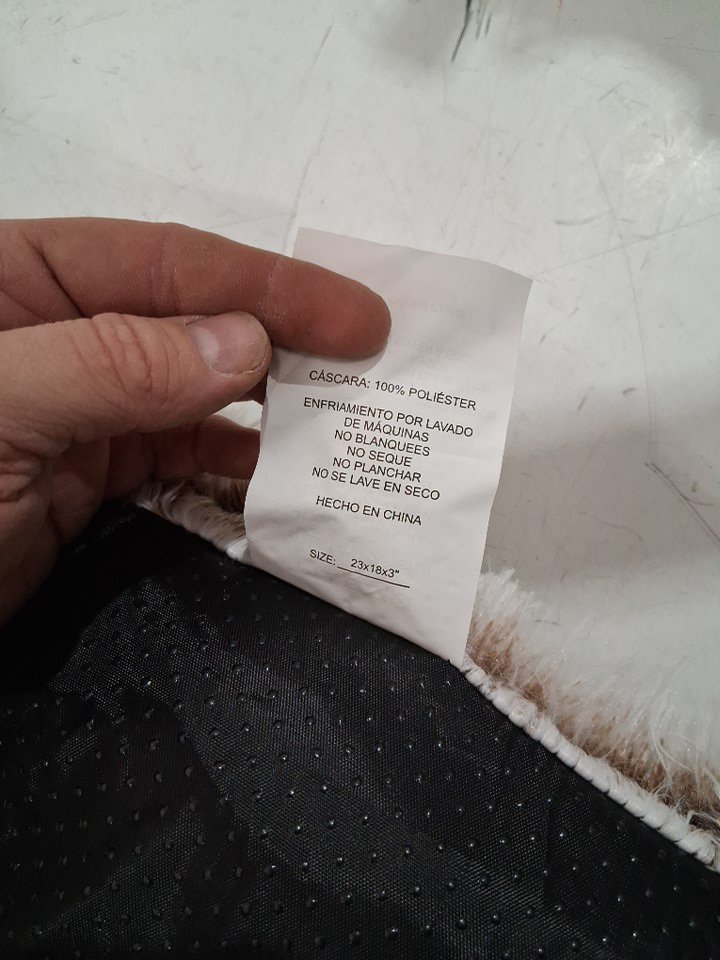 CÁSCARA: 100% POLIÉSTER
ENFRIAMIENTO POR LAVADO
DE MÁQUINAS
NO BLANQUEES
NO SEQUE
NO PLANCHAR
NO SE LAVE EN SECO
HECHO EN CHINA
SIZE: 23x18x3"